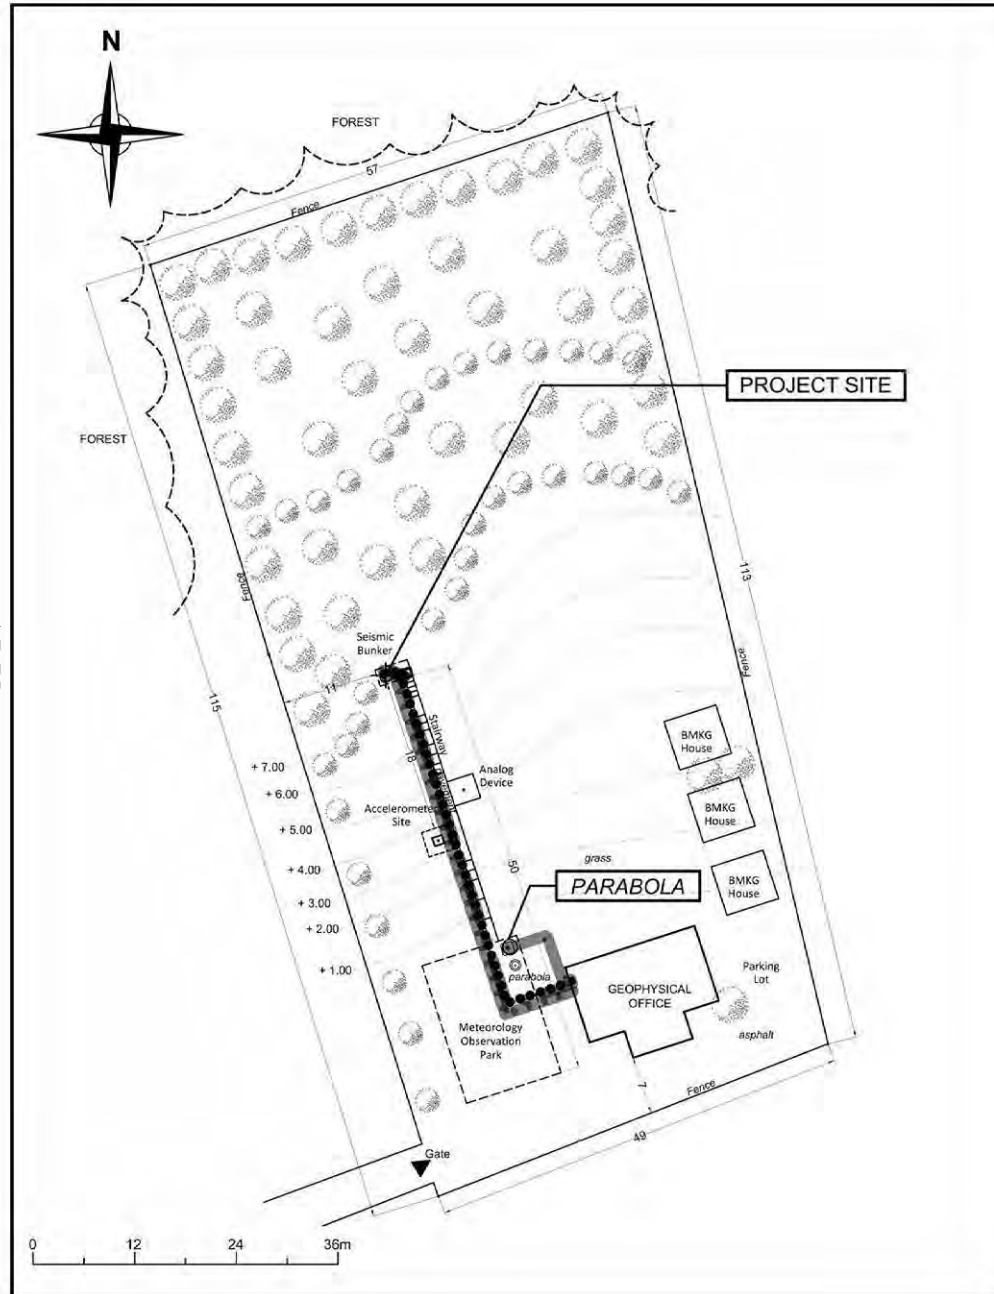 N
FOREST
57
Fence
PROJECT SITE
FOREST
113
Fence
Seismic
Bunker
Fence
11
115
Stairway
BMKG
House
18
+ 7.00
Analog
Device
+ 6.00
Accelerometer
Site
BMKG
House
+ 5.00
50
grass
+ 4.00
PARABOLA
BMKG
House
+ 3.00
+ 2.00
+ 1.00
parabola
Parking
Lot
GEOPHYSICAL
OFFICE
Meteorology
Observation
Park
asphalt
7
Fence
49
Gate
0 12 24 36m